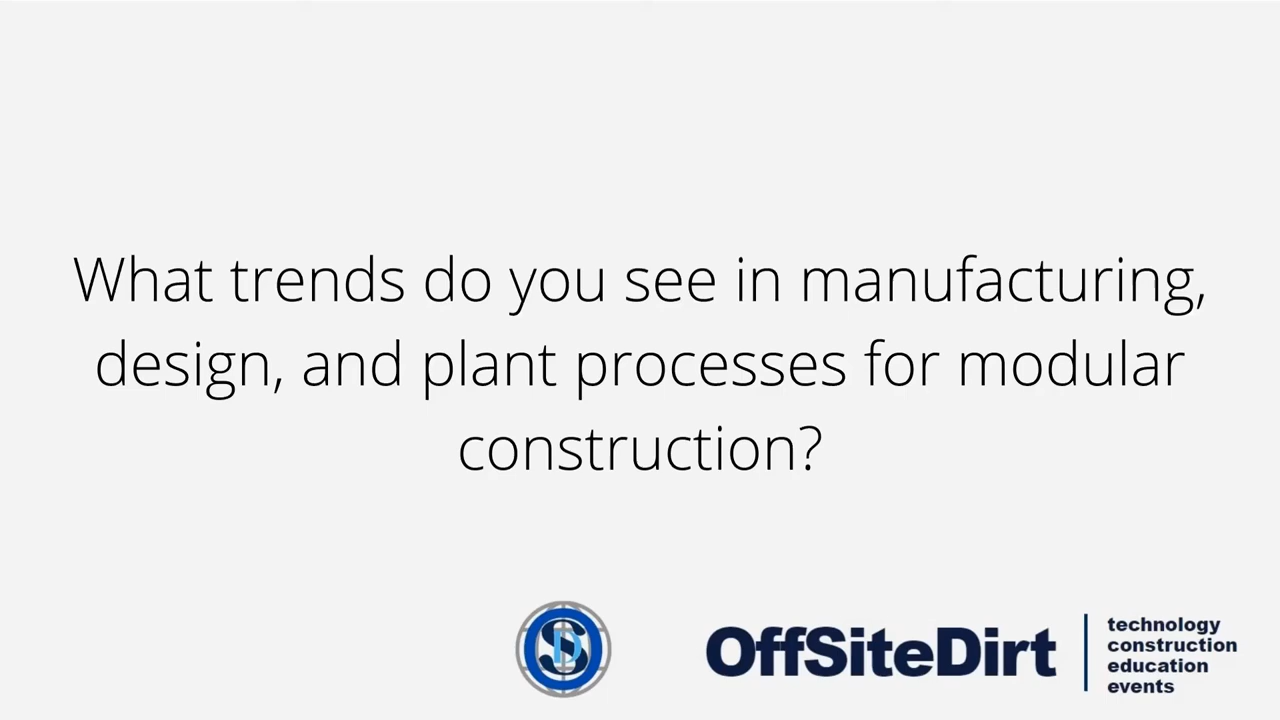 What trends do you see in manufacturing,
design, and plant processes for modular
construction?
OSD
OffSiteDirt
technology
construction
education
events